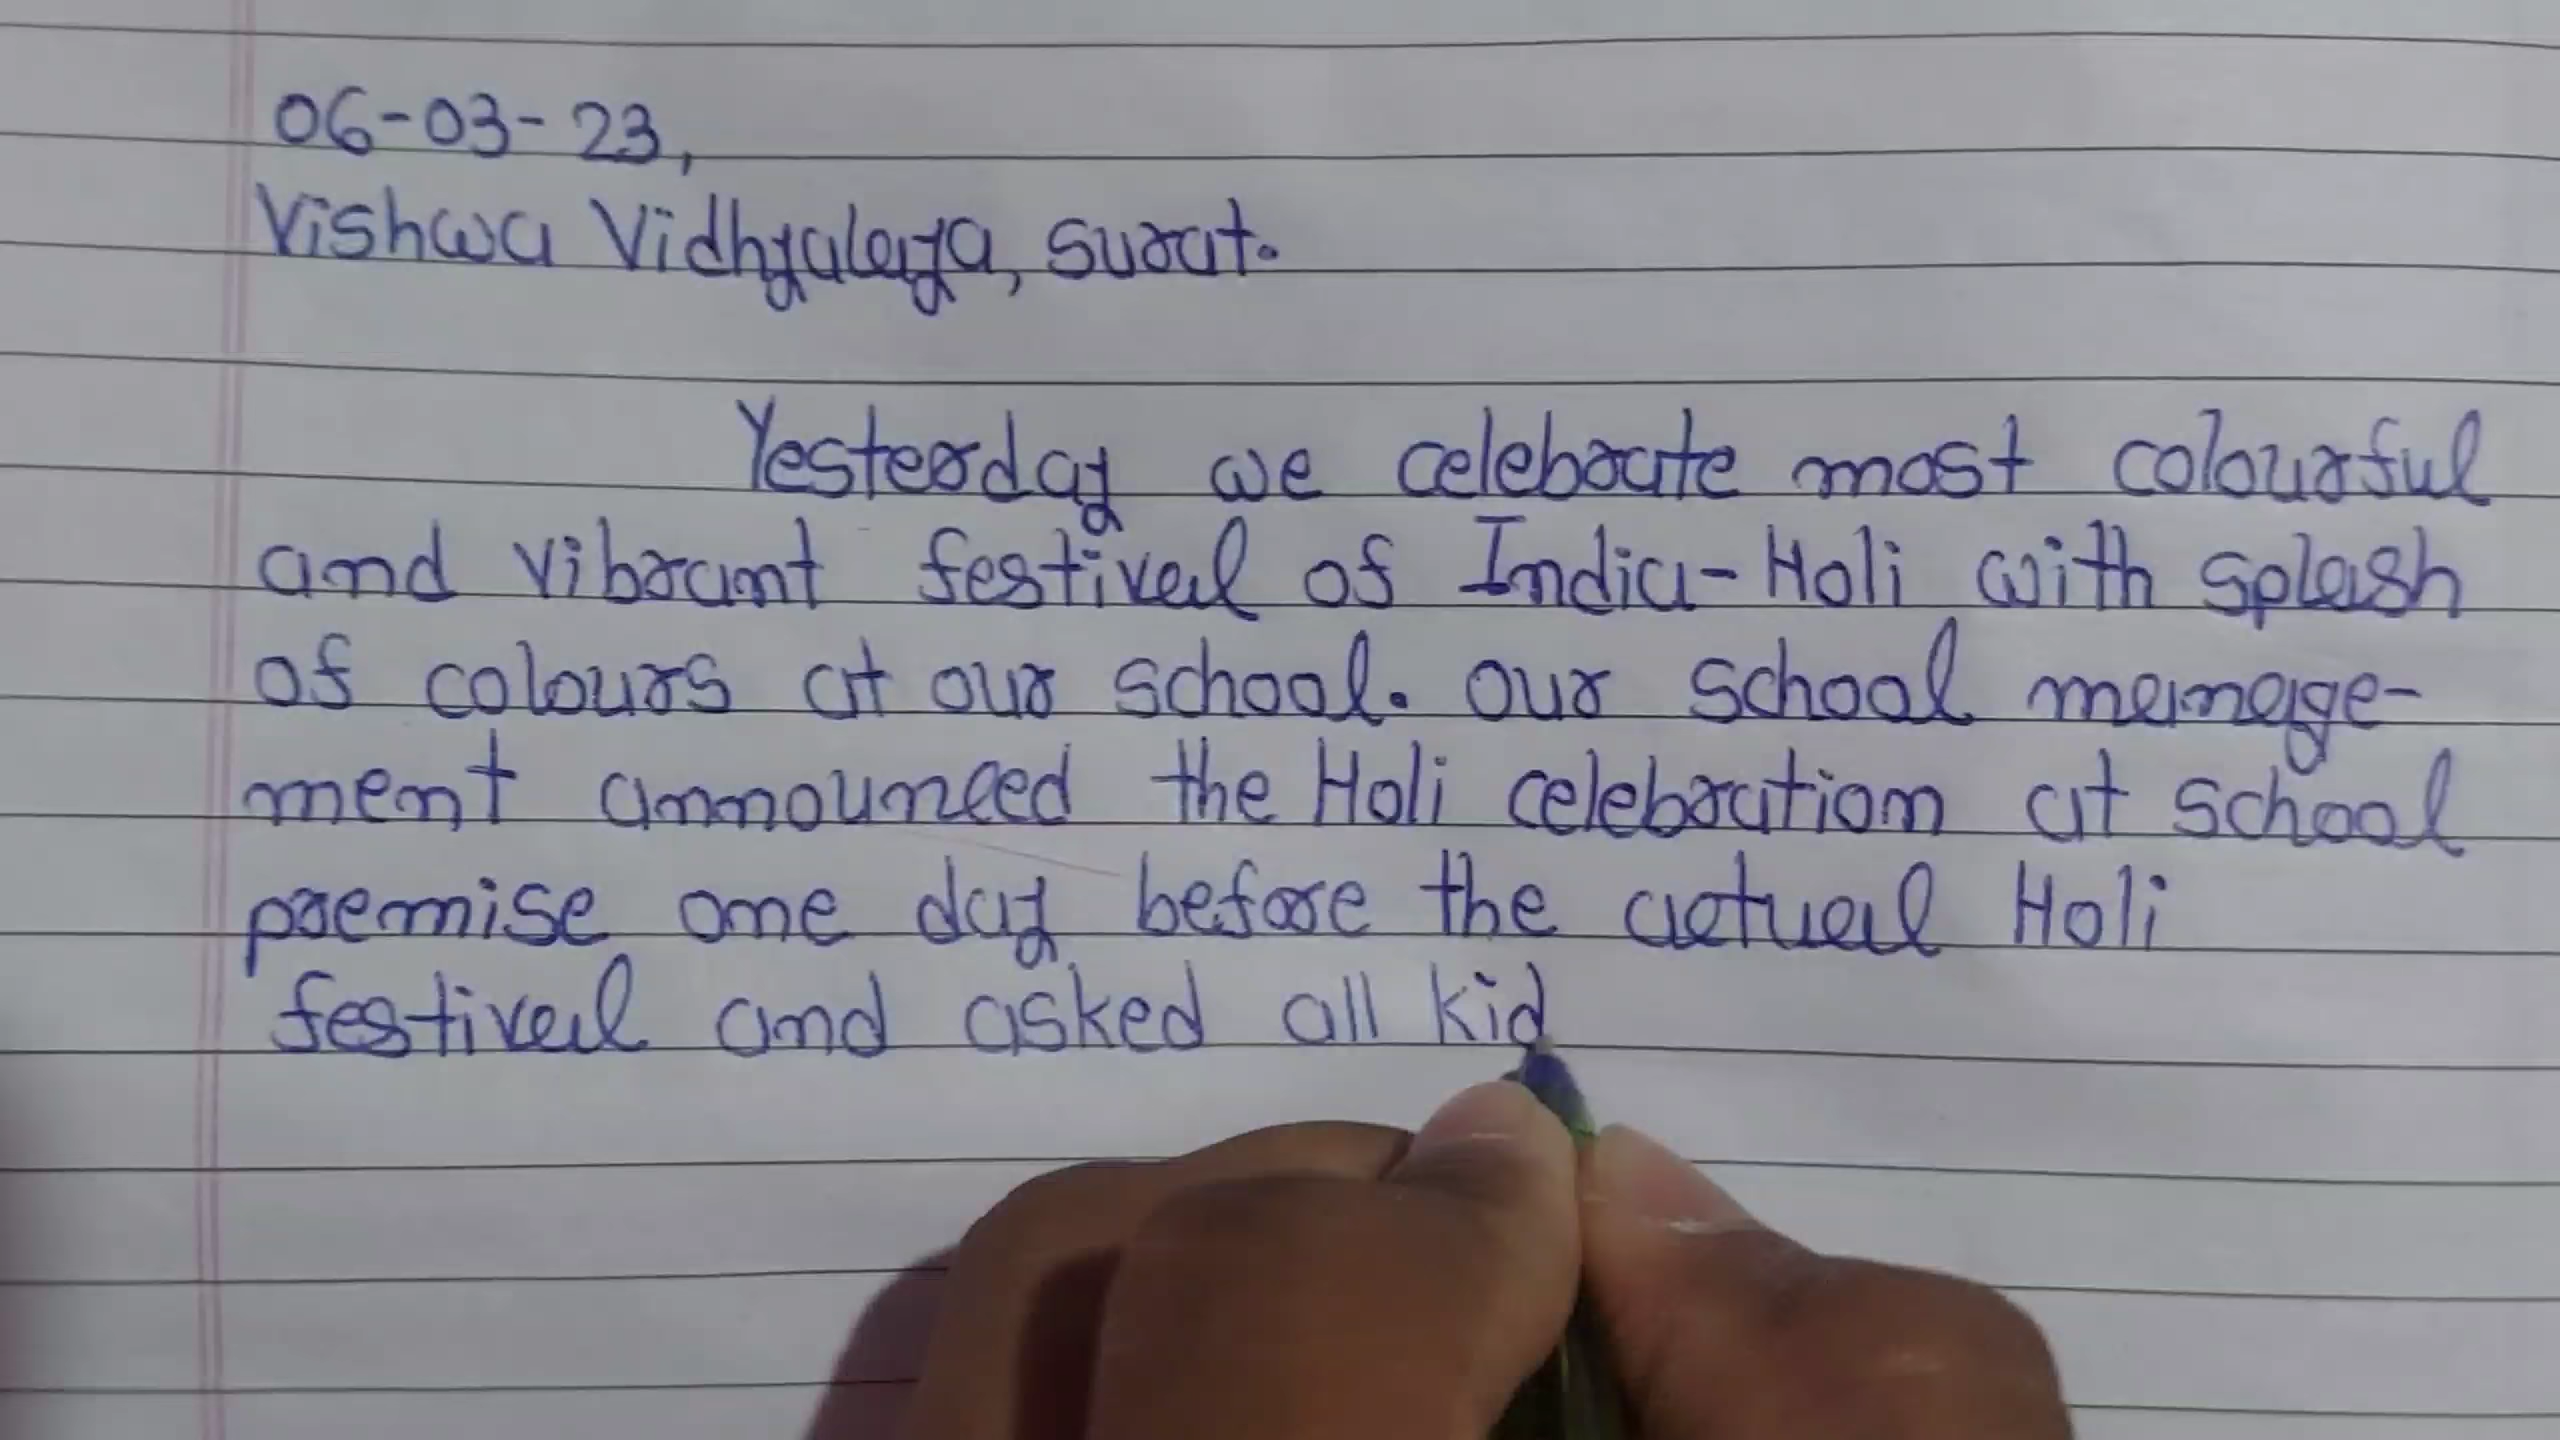 06-03-23,
Vishwa Vidhyalaya, Surat.
Yesterday we celebrate most colourful
and vibrant festival of India-Holi with splash
of colours at our school. Our school manage-
ment announced the Holi celebration at school
premise one day before the actual Holi
festival and asked all kid